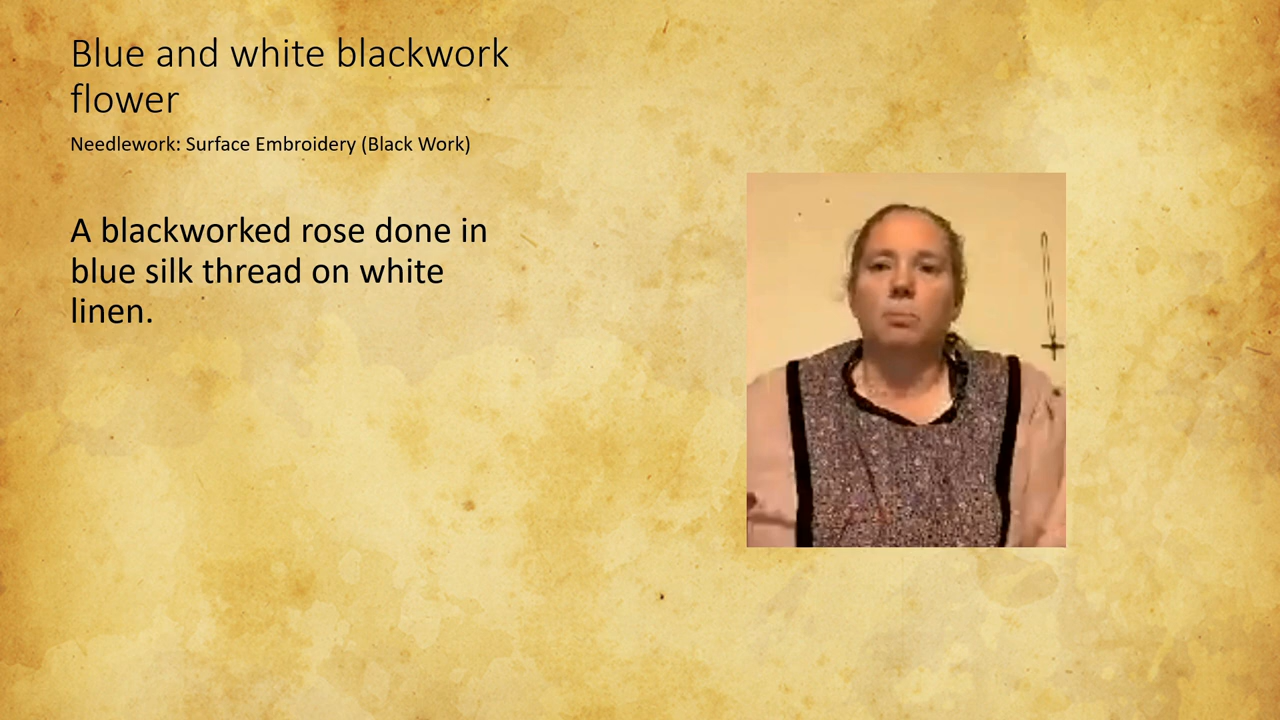 Blue and white blackwork
flower
Needlework: Surface Embroidery (Black Work)
A blackworked rose done in
blue silk thread on white
linen.